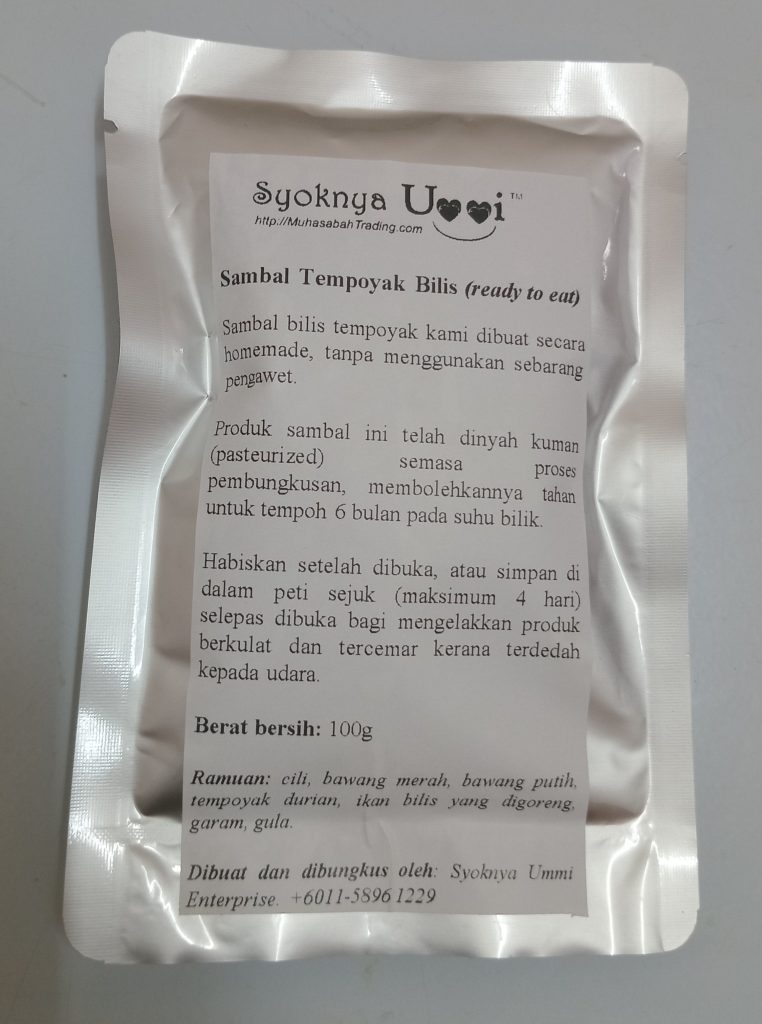 Syoknya Ummi™
http://MuhasabahTrading.com
Sambal Tempoyak Bilis (ready to eat)
Sambal bilis tempoyak kami dibuat secara
homemade, tanpa menggunakan sebarang
pengawet.
Produk sambal ini telah dinyah kuman
(pasteurized) semasa proses
pembungkusan, membolehkannya tahan
untuk tempoh 6 bulan pada suhu bilik.
Habiskan setelah dibuka, atau simpan di
dalam peti sejuk (maksimum 4 hari)
selepas dibuka bagi mengelakkan produk
berkulat dan tercemar kerana terdedah
kepada udara.
Berat bersih: 100g
Ramuan: cili, bawang merah, bawang putih,
tempoyak durian, ikan bilis yang digoreng,
garam, gula.
Dibuat dan dibungkus oleh: Syoknya Ummi
Enterprise. +6011-5896 1229